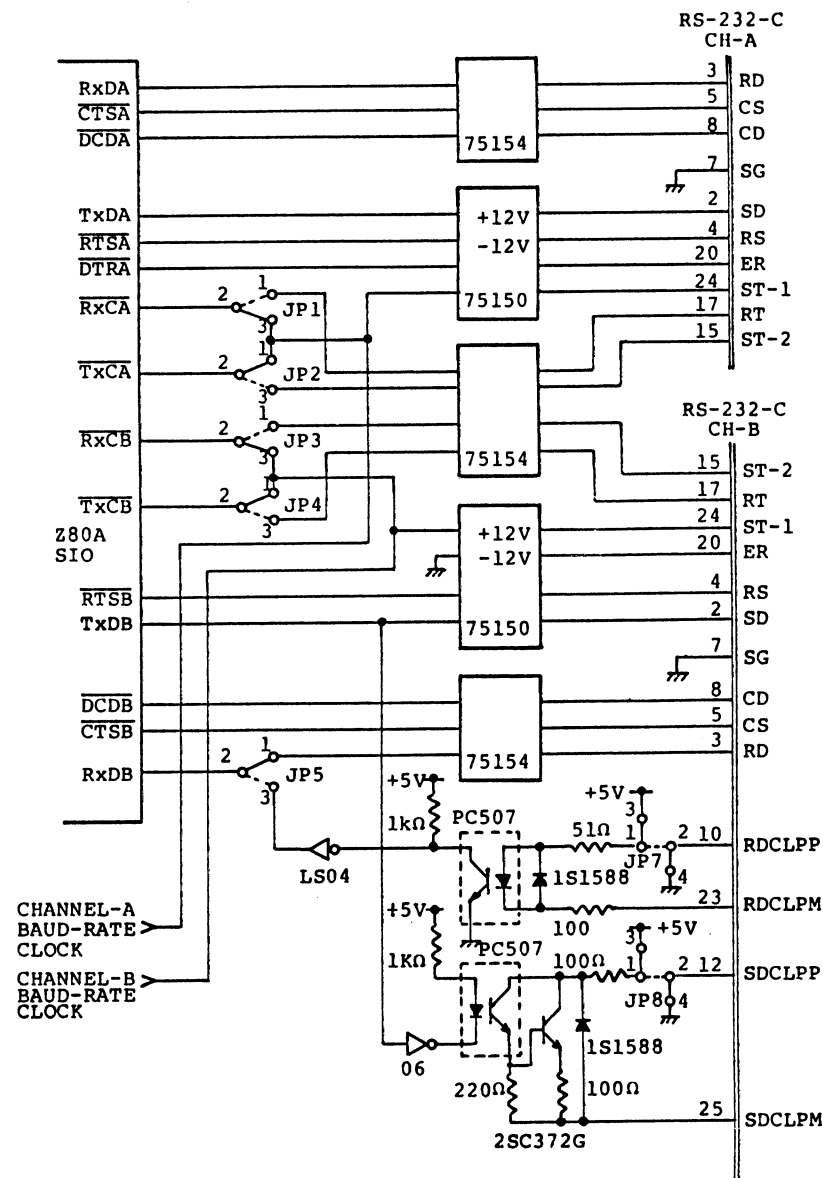 RS-232-C
CH-A
RxDA
3 RD
CTSA
5 CS
DCDA
8 CD
75154
7 SG
TxDA
+12V
2 SD
RTSA
-12V
4 RS
DTRA
20 ER
RxCA
2
1
3
JP1
75150
24 ST-1
17 RT
15 ST-2
TxCA
2
1
3
JP2
RS-232-C
CH-B
RxCB
2
1
3
JP3
75154
15 ST-2
17 RT
TxCB
2
1
3
JP4
24 ST-1
Z80A
SIO
+12V
-12V
20 ER
RTSB
4 RS
TxDB
75150
2 SD
7 SG
DCDB
8 CD
CTSB
5 CS
RxDB
2
1
3
JP5
75154
3 RD
+5V
1kΩ
PC507
51Ω
+5V
3
1
2
4
JP7
10 RDCLPP
LS04
1S1588
23 RDCLPM
100
CHANNEL-A
BAUD-RATE
CLOCK
+5V
1KΩ
PC507
100Ω
+5V
3
1
2
4
JP8
12 SDCLPP
CHANNEL-B
BAUD-RATE
CLOCK
06
1S1588
220Ω
100Ω
25 SDCLPM
2SC372G